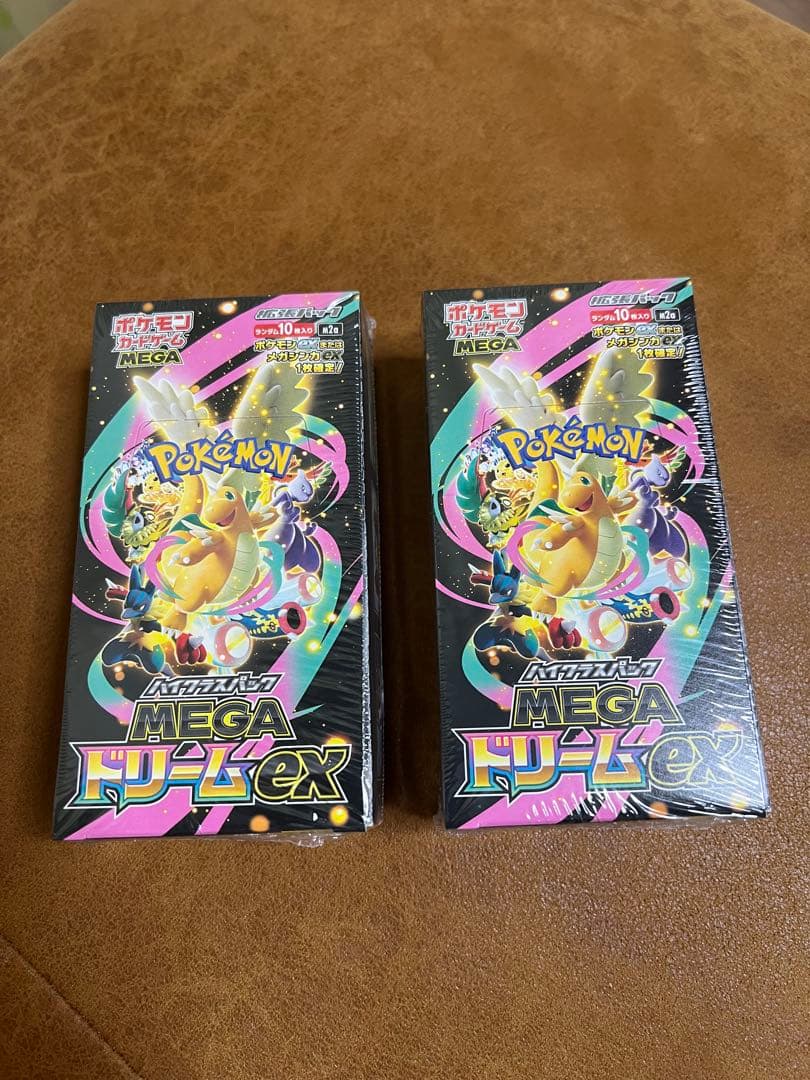 ポケモン
カードゲーム
MEGA
拡張パック
ランダム10枚入り
m2a
ポケモンexまたは
メガシンカex
1枚確定!
POKéMON
ハイクラスパック
MEGA
ドリームex
ポケモン
カードゲーム
MEGA
拡張パック
ランダム10枚入り
m2a
ポケモンexまたは
メガシンカex
1枚確定!
POKéMON
ハイクラスパック
MEGA
ドリームex